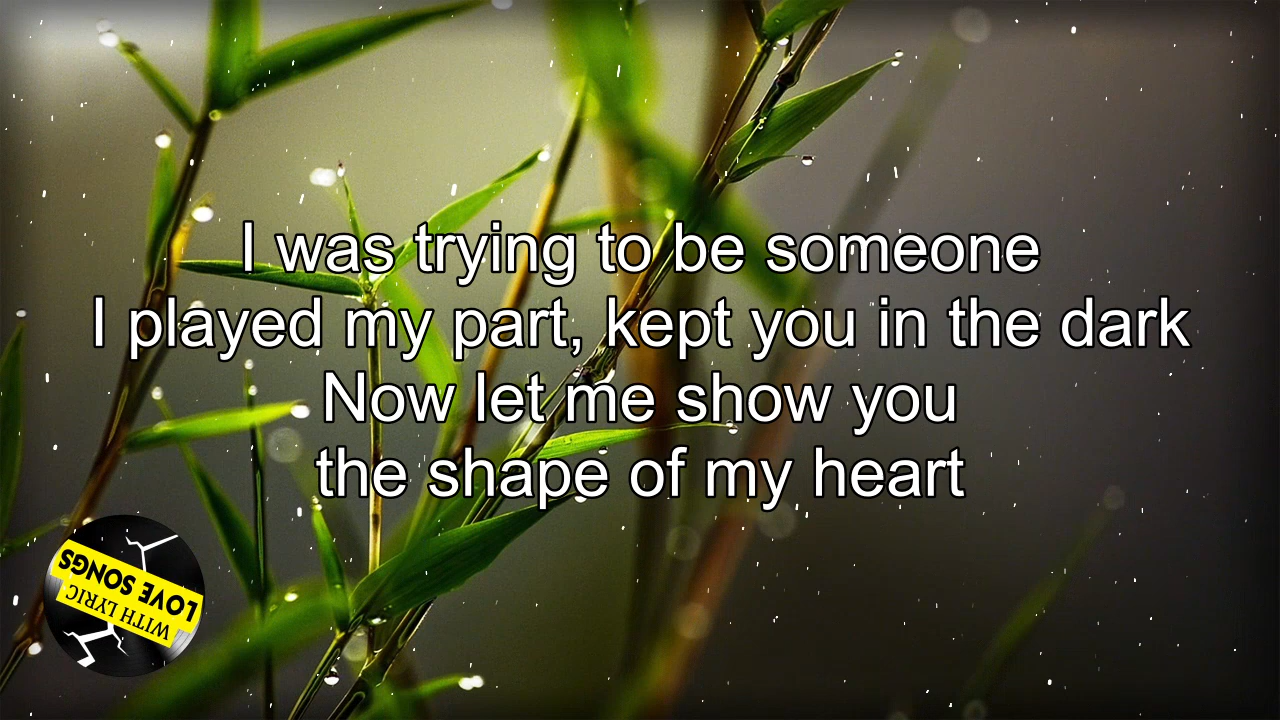 I was trying to be someone
I played my part, kept you in the dark
Now let me show you
the shape of my heart
LOVE SONGS
WITH LYRIC